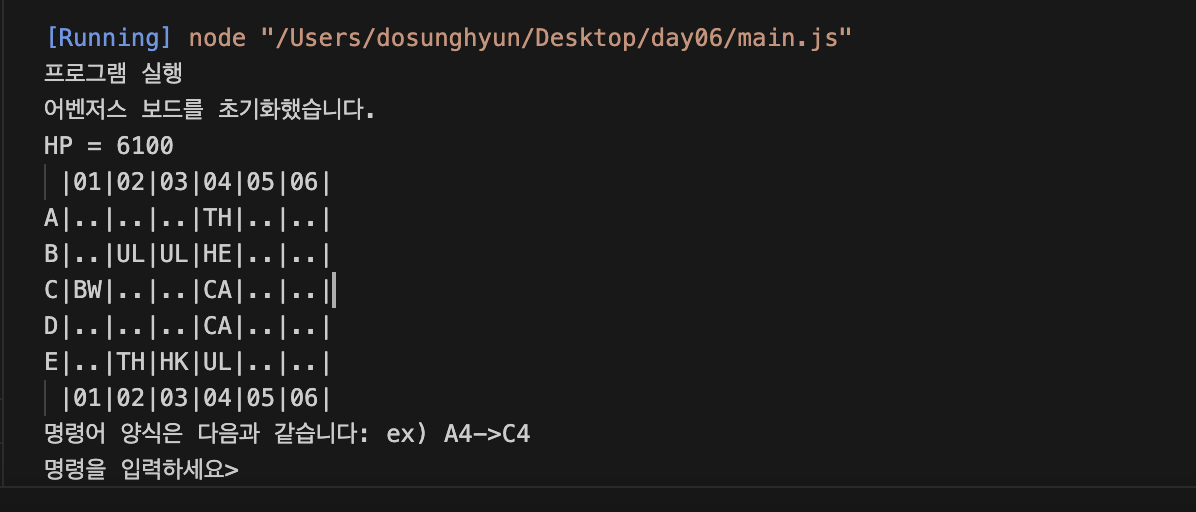 [Running] node "/Users/dosunghyun/Desktop/day06/main.js"
프로그램 실행
어벤저스 보드를 초기화했습니다.
HP = 6100
 |01|02|03|04|05|06|
A|..|..|..|TH|..|..|
B|..|UL|UL|HE|..|..|
C|BW|..|..|CA|..|..|
D|..|..|..|CA|..|..|
E|..|TH|HK|UL|..|..|
 |01|02|03|04|05|06|
명령어 양식은 다음과 같습니다: ex) A4->C4
명령을 입력하세요>